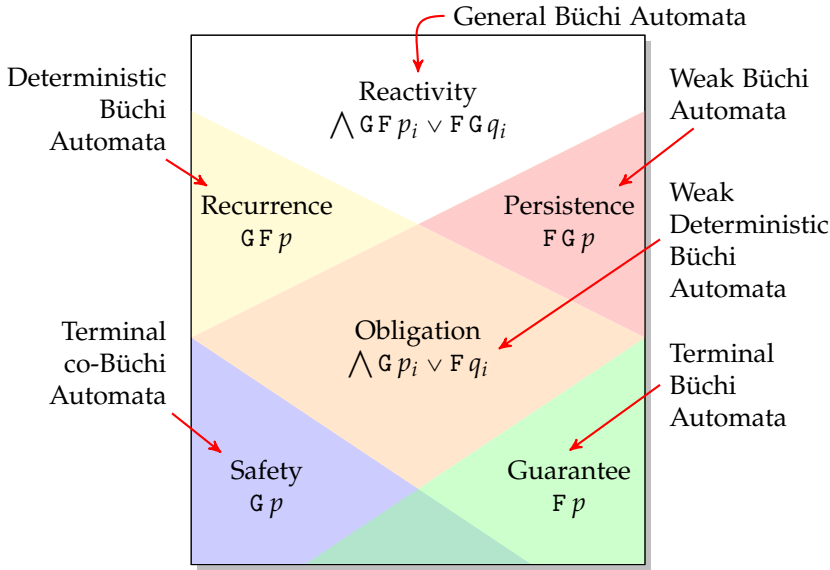 General Büchi Automata
Deterministic
Büchi
Automata
Reactivity
⋀ G F pᵢ ∨ F G qᵢ
Weak Büchi
Automata
Recurrence
G F p
Persistence
F G p
Weak
Deterministic
Büchi
Automata
Terminal
co-Büchi
Automata
Obligation
⋀ G pᵢ ∨ F qᵢ
Terminal
Büchi
Automata
Safety
G p
Guarantee
F p